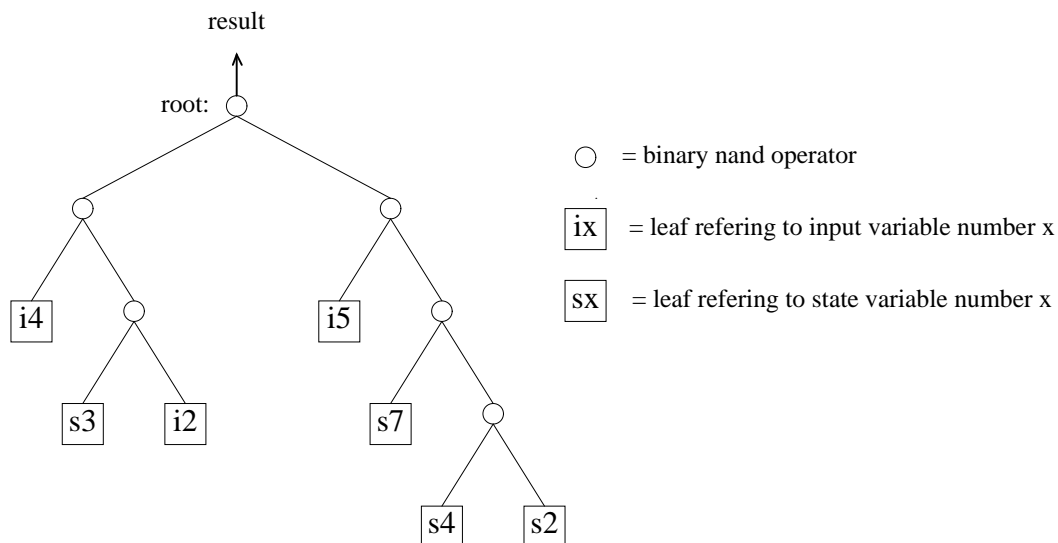 result
root:
= binary nand operator
ix = leaf refering to input variable number x
sx = leaf refering to state variable number x
i4
i5
s3 i2 s7
s4 s2